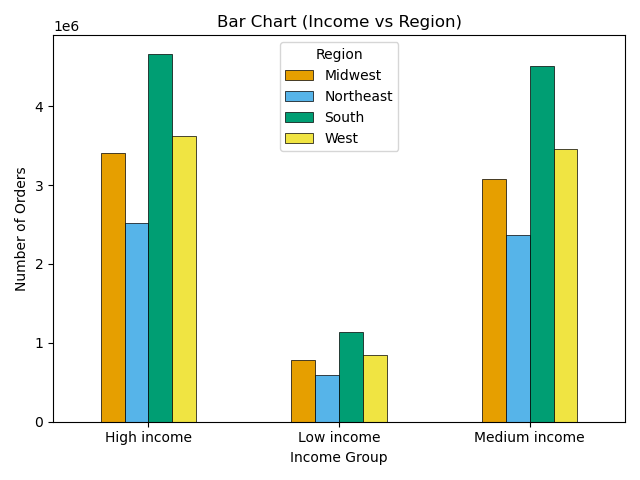 Bar Chart (Income vs Region)
1e6
Region
Midwest
Northeast
South
West
4
3
2
1
0
Number of Orders
High income
Low income
Medium income
Income Group